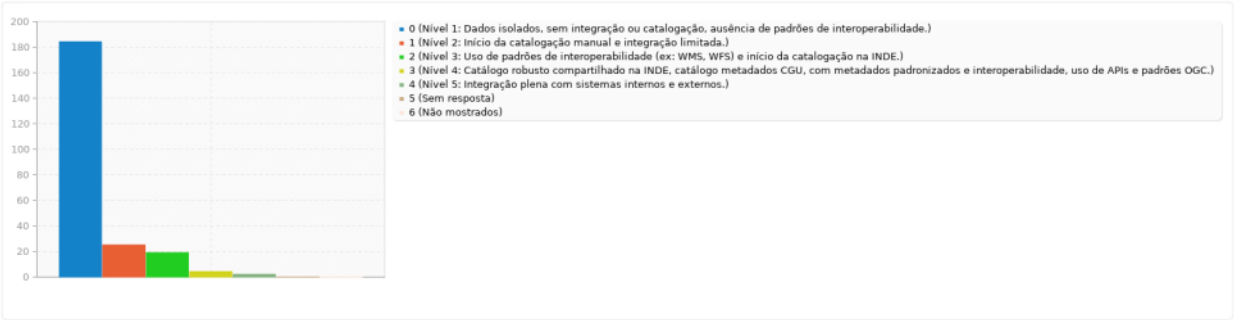 200
180
160
140
120
100
80
60
40
20
0
0 (Nível 1: Dados isolados, sem integração ou catalogação, ausência de padrões de interoperabilidade.)
1 (Nível 2: Início da catalogação manual e integração limitada.)
2 (Nível 3: Uso de padrões de interoperabilidade (ex: WMS, WFS) e início da catalogação na INDE.)
3 (Nível 4: Catálogo robusto compartilhado na INDE, catálogo metadados CGU, com metadados padronizados e interoperabilidade, uso de APIs e padrões OGC.)
4 (Nível 5: Integração plena com sistemas internos e externos.)
5 (Sem resposta)
6 (Não mostrados)